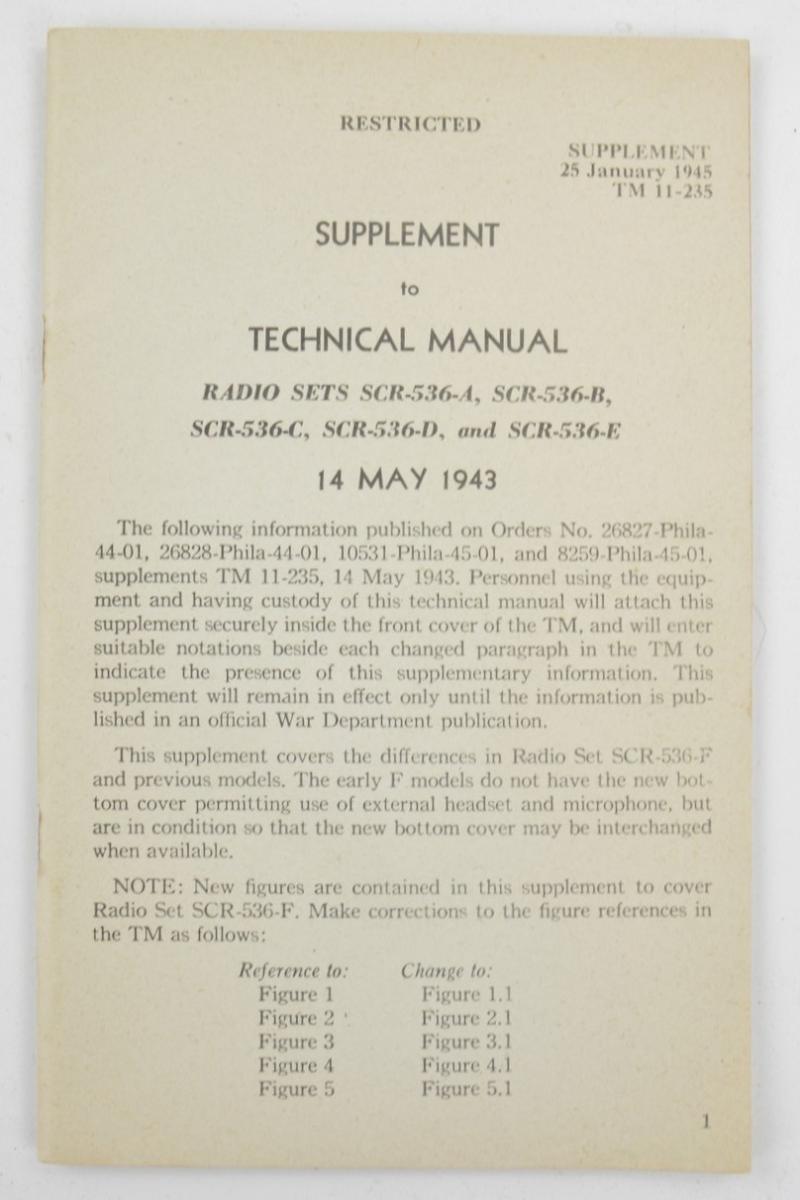 RESTRICTED
SUPPLEMENT
25 January 1945
TM 11-235
SUPPLEMENT
to
TECHNICAL MANUAL
RADIO SETS SCR-536-A, SCR-536-B,
SCR-536-C, SCR-536-D, and SCR-536-E
14 MAY 1943
The following information published on Orders No. 26827-Phila-
44-01, 26828-Phila-44-01, 10531-Phila-45-01, and 8259-Phila-45-01,
supplements TM 11-235, 14 May 1943. Personnel using the equip-
ment and having custody of this technical manual will attach this
supplement securely inside the front cover of the TM, and will enter
suitable notations beside each changed paragraph in the TM to
indicate the presence of this supplementary information. This
supplement will remain in effect only until the information is pub-
lished in an official War Department publication.
This supplement covers the differences in Radio Set SCR-536-F
and previous models. The early F models do not have the new bot-
tom cover permitting use of external headset and microphone, but
are in condition so that the new bottom cover may be interchanged
when available.
NOTE: New figures are contained in this supplement to cover
Radio Set SCR-536-F. Make corrections to the figure references in
the TM as follows:
Reference to: Change to:
Figure 1 Figure 1.1
Figure 2 Figure 2.1
Figure 3 Figure 3.1
Figure 4 Figure 4.1
Figure 5 Figure 5.1
1